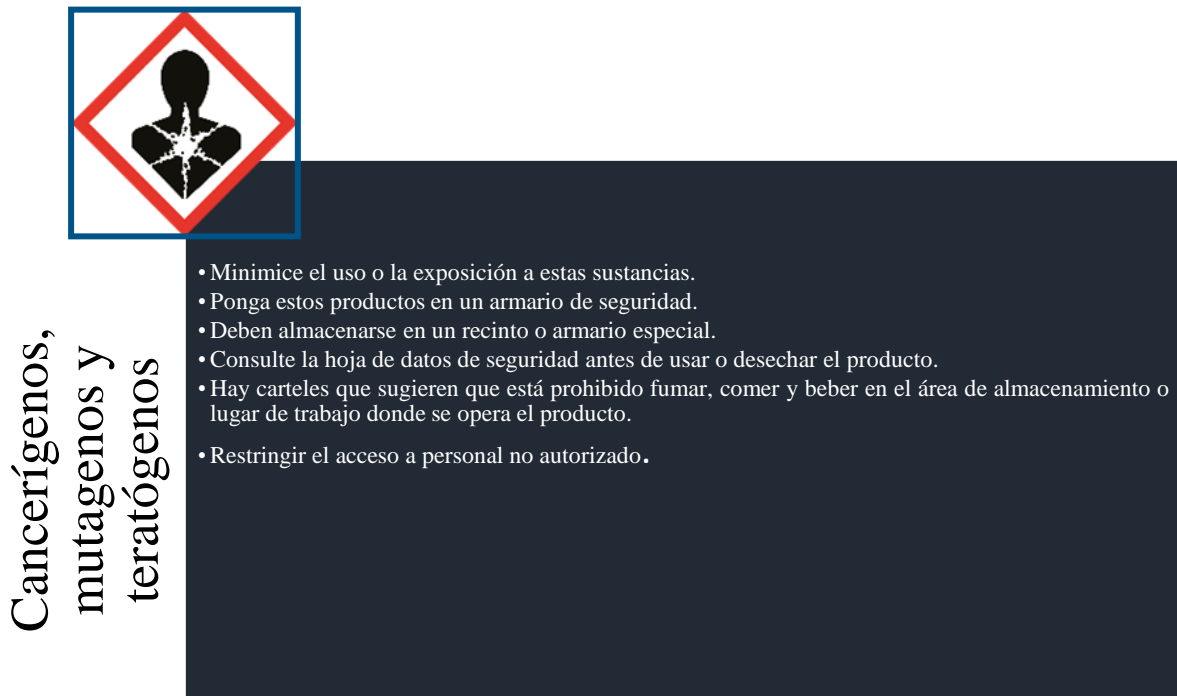 Cancerígenos,
mutagenos y
teratógenos
• Minimice el uso o la exposición a estas sustancias.
• Ponga estos productos en un armario de seguridad.
• Deben almacenarse en un recinto o armario especial.
• Consulte la hoja de datos de seguridad antes de usar o desechar el producto.
• Hay carteles que sugieren que está prohibido fumar, comer y beber en el área de almacenamiento o
lugar de trabajo donde se opera el producto.
• Restringir el acceso a personal no autorizado.